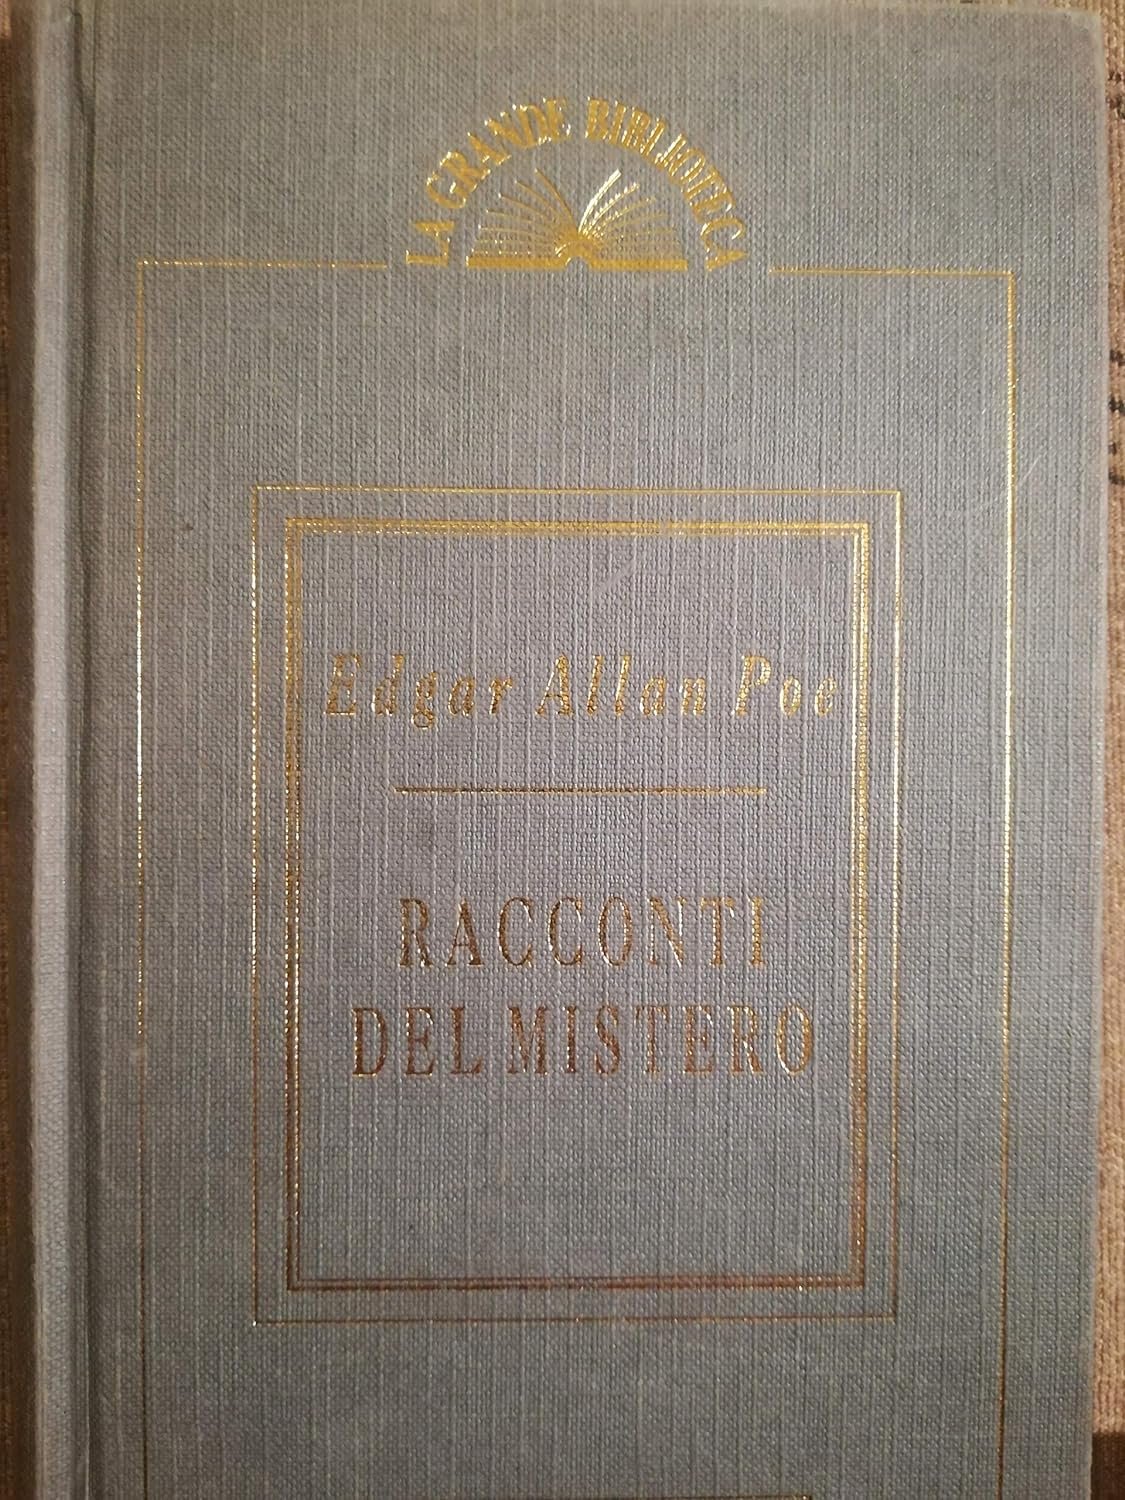 LA GRANDE BIBLIOTECA
Edgar Allan Poe
RACCONTI
DEL MISTERO